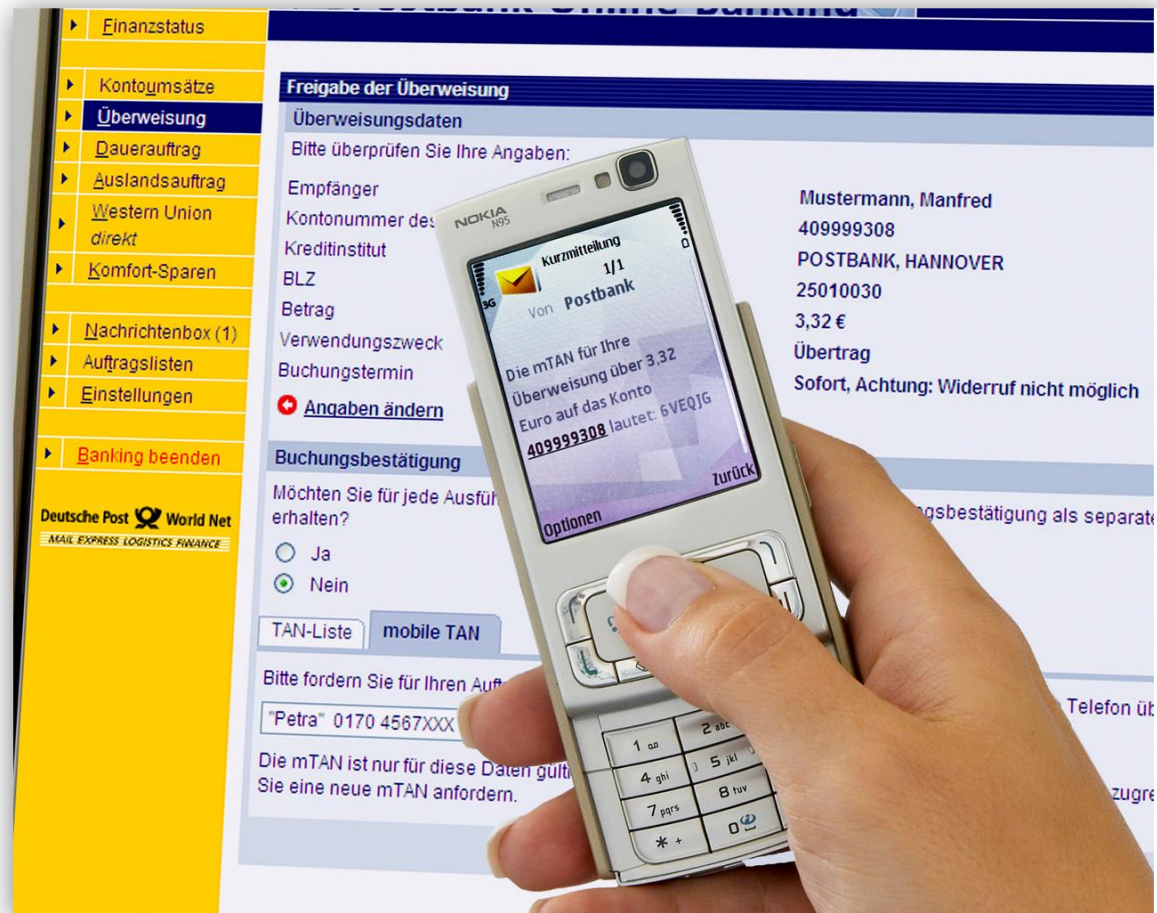 Postbank Online-Banking
Finanzstatus
Kontoumsätze
Überweisung
Dauerauftrag
Auslandsauftrag
Western Union
direkt
Komfort-Sparen
Nachrichtenbox (1)
Auftragslisten
Einstellungen
Banking beenden
Deutsche Post World Net
MAIL EXPRESS LOGISTICS FINANCE
Freigabe der Überweisung
Überweisungsdaten
Bitte überprüfen Sie Ihre Angaben:
Empfänger Mustermann, Manfred
Kontonummer des 409999308
Kreditinstitut POSTBANK, HANNOVER
BLZ 25010030
Betrag 3,32 €
Verwendungszweck Übertrag
Buchungstermin Sofort, Achtung: Widerruf nicht möglich
Angaben ändern
Buchungsbestätigung
Möchten Sie für jede Ausfüh ngsbestätigung als separate
erhalten?
Ja
Nein
TAN-Liste mobile TAN
Bitte fordern Sie für Ihren Auft Telefon üb
"Petra" 0170 4567XXX
Die mTAN ist nur für diese Daten gülti zugre
Sie eine neue mTAN anfordern.
NOKIA
N95
3G
Kurzmitteilung
1/1
Von Postbank
Die mTAN für Ihre
Überweisung über 3,32
Euro auf das Konto
409999308 lautet: 6VEQJG
Optionen Zurück
1
2 abc
4 ghi
5 jkl
7 pqrs
8 tuv
* +
0